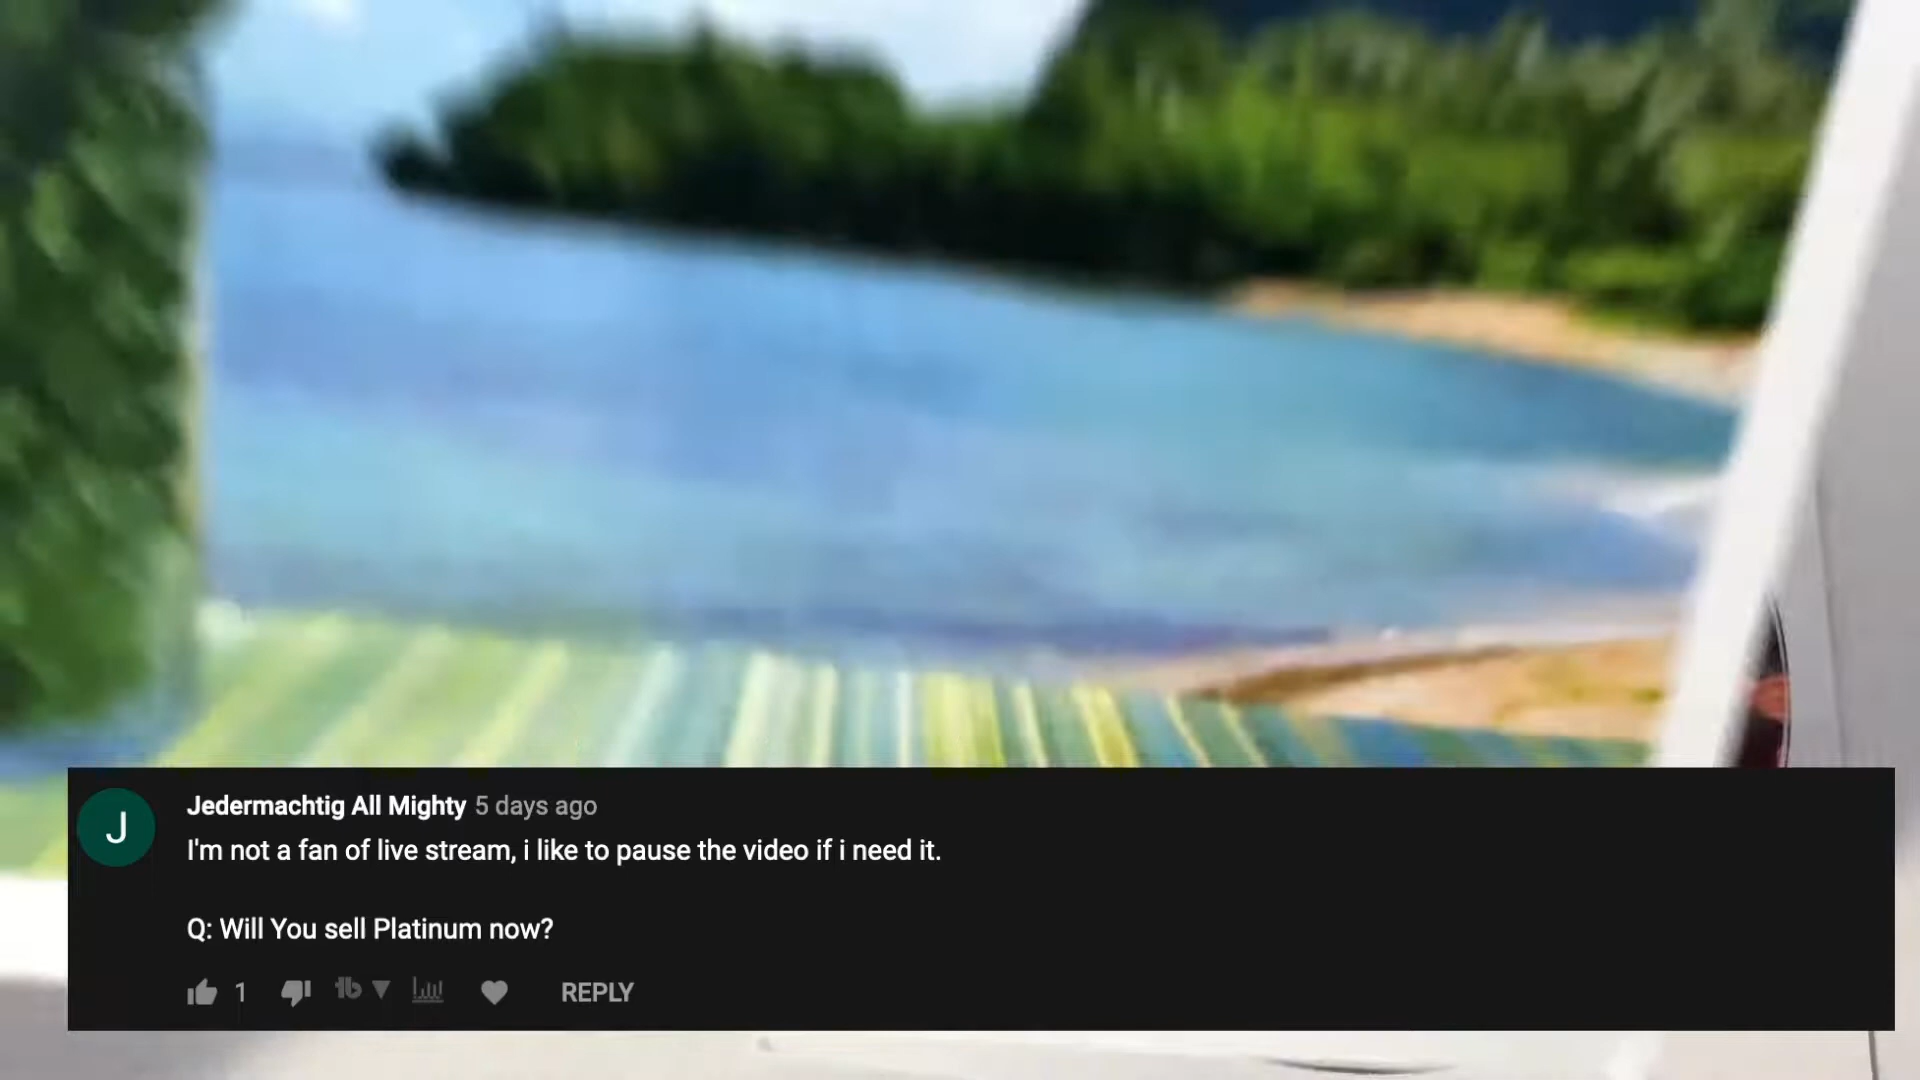 J
Jedermachtig All Mighty 5 days ago
I'm not a fan of live stream, i like to pause the video if i need it.
Q: Will You sell Platinum now?
1 tb REPLY